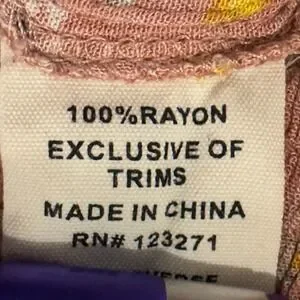 100%RAYON
EXCLUSIVE OF
TRIMS
MADE IN CHINA
RN# 123271